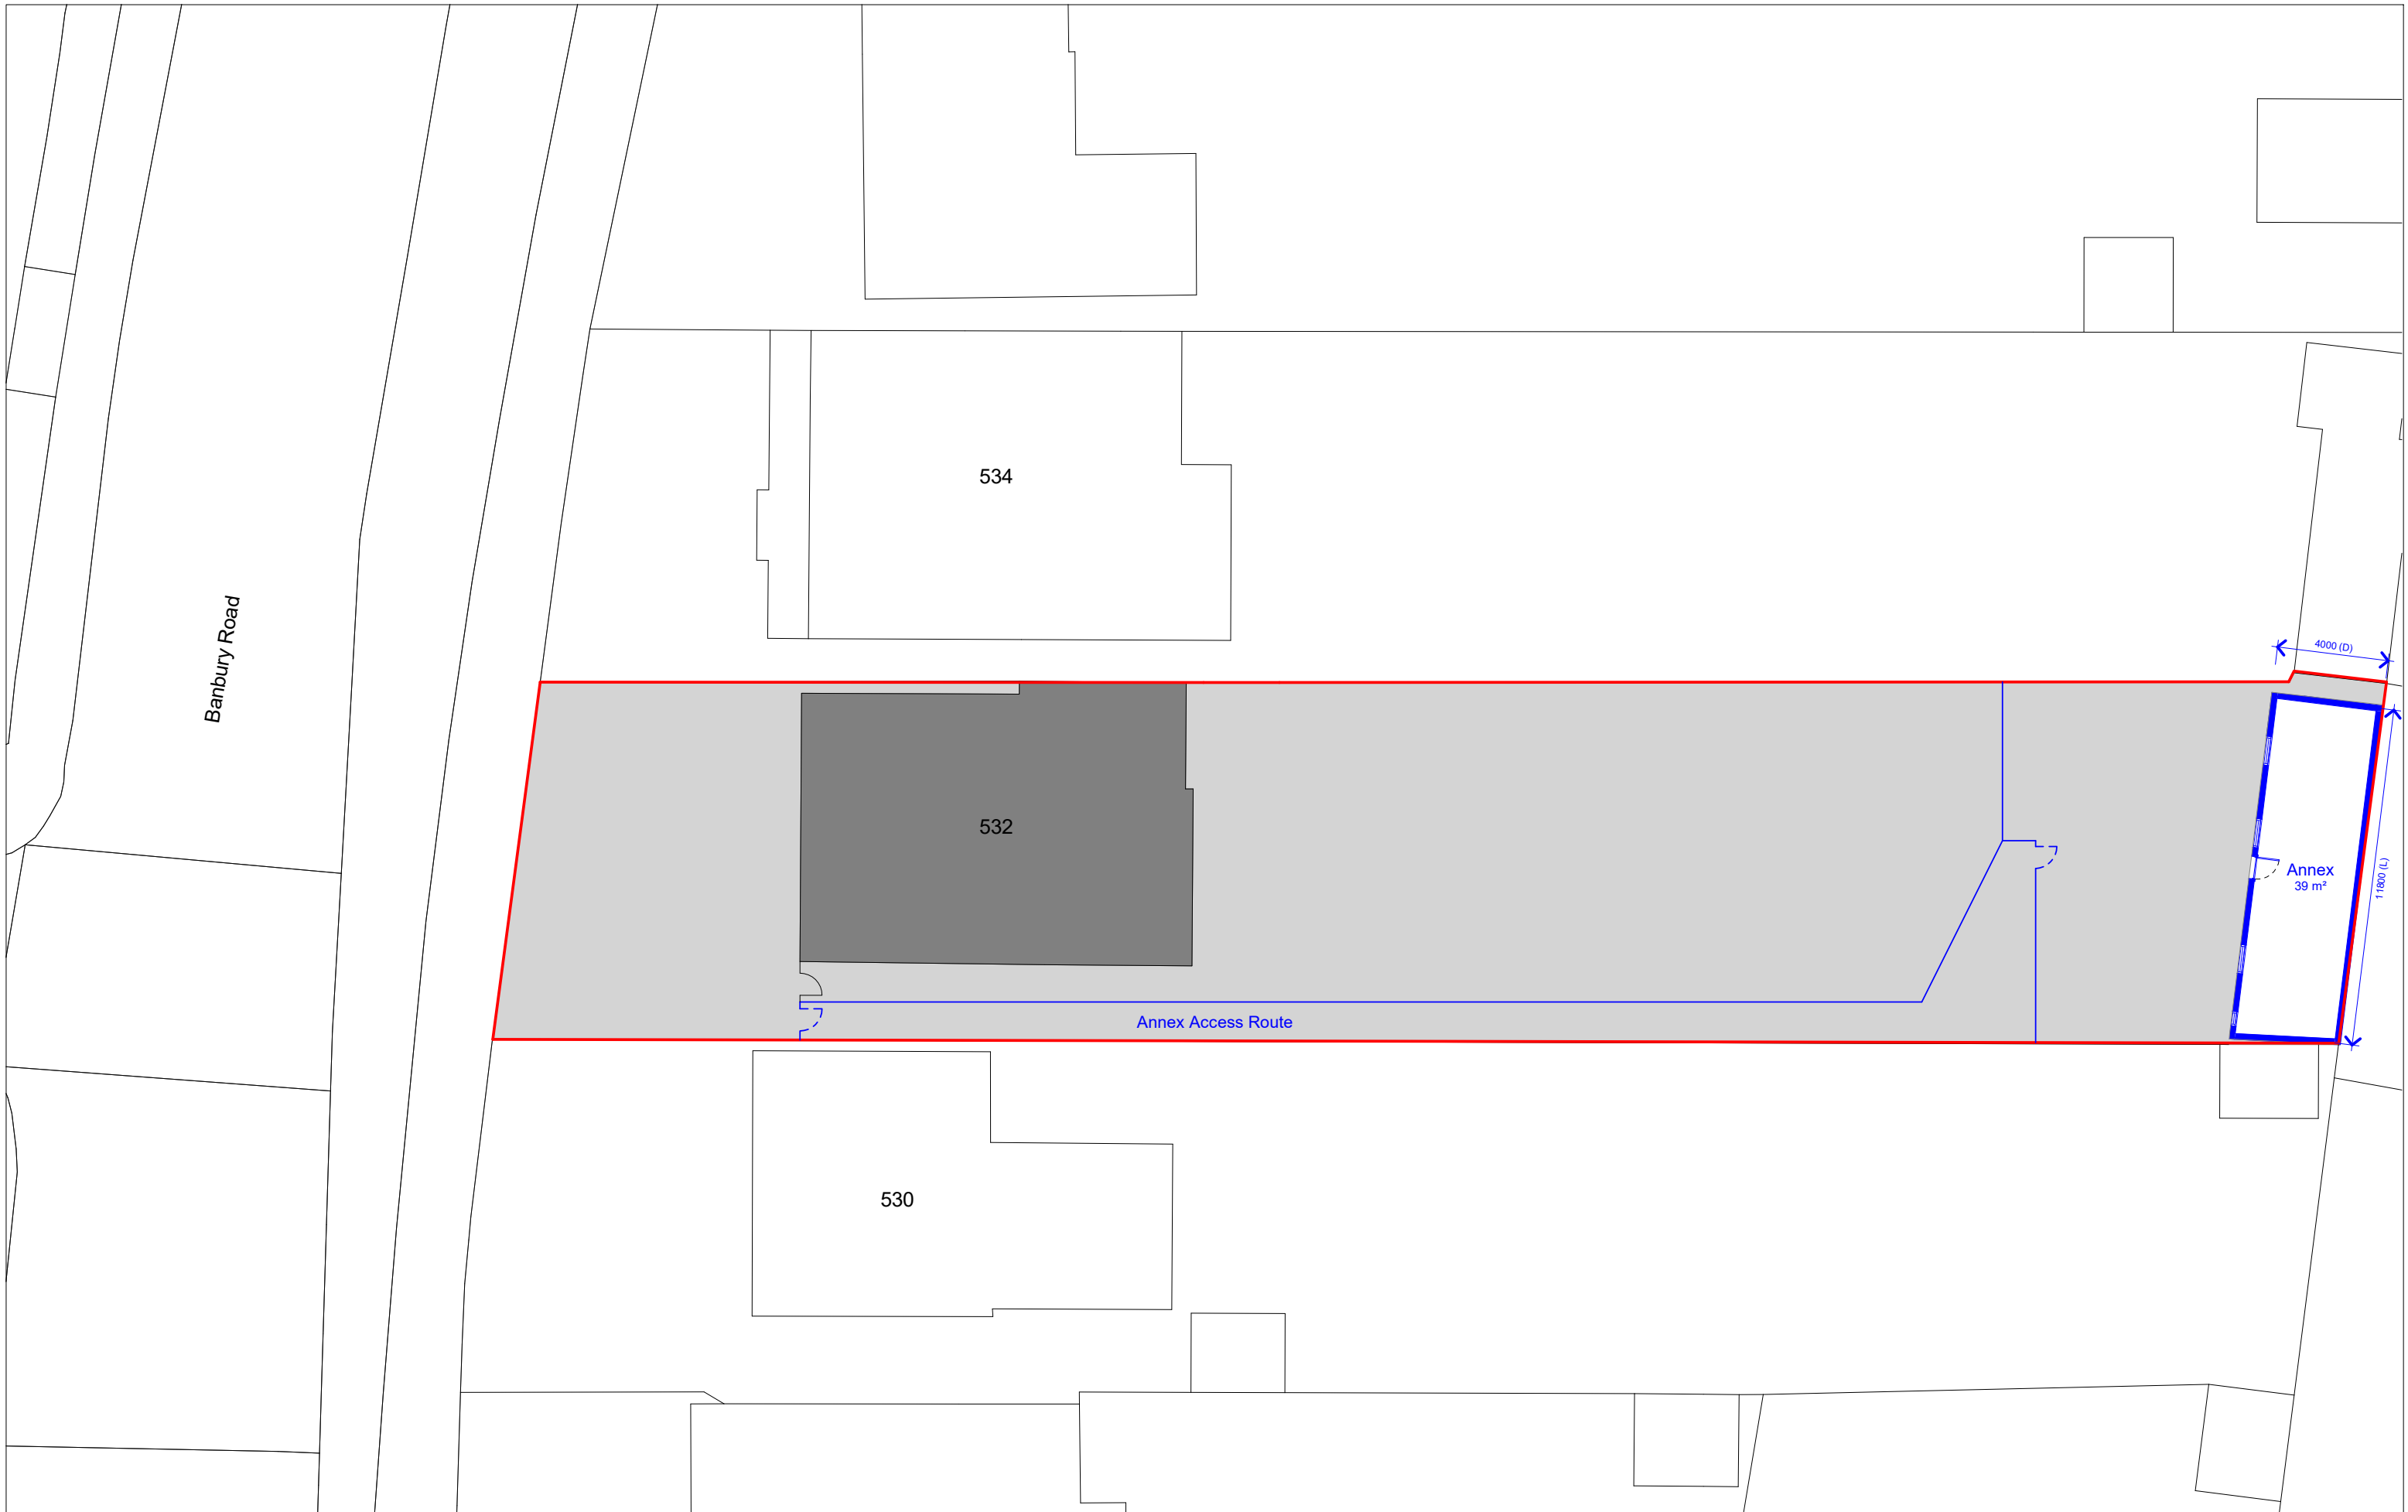 534
Banbury Road
4000 (D)
532
Annex
39 m²
11800 (L)
Annex Access Route
530